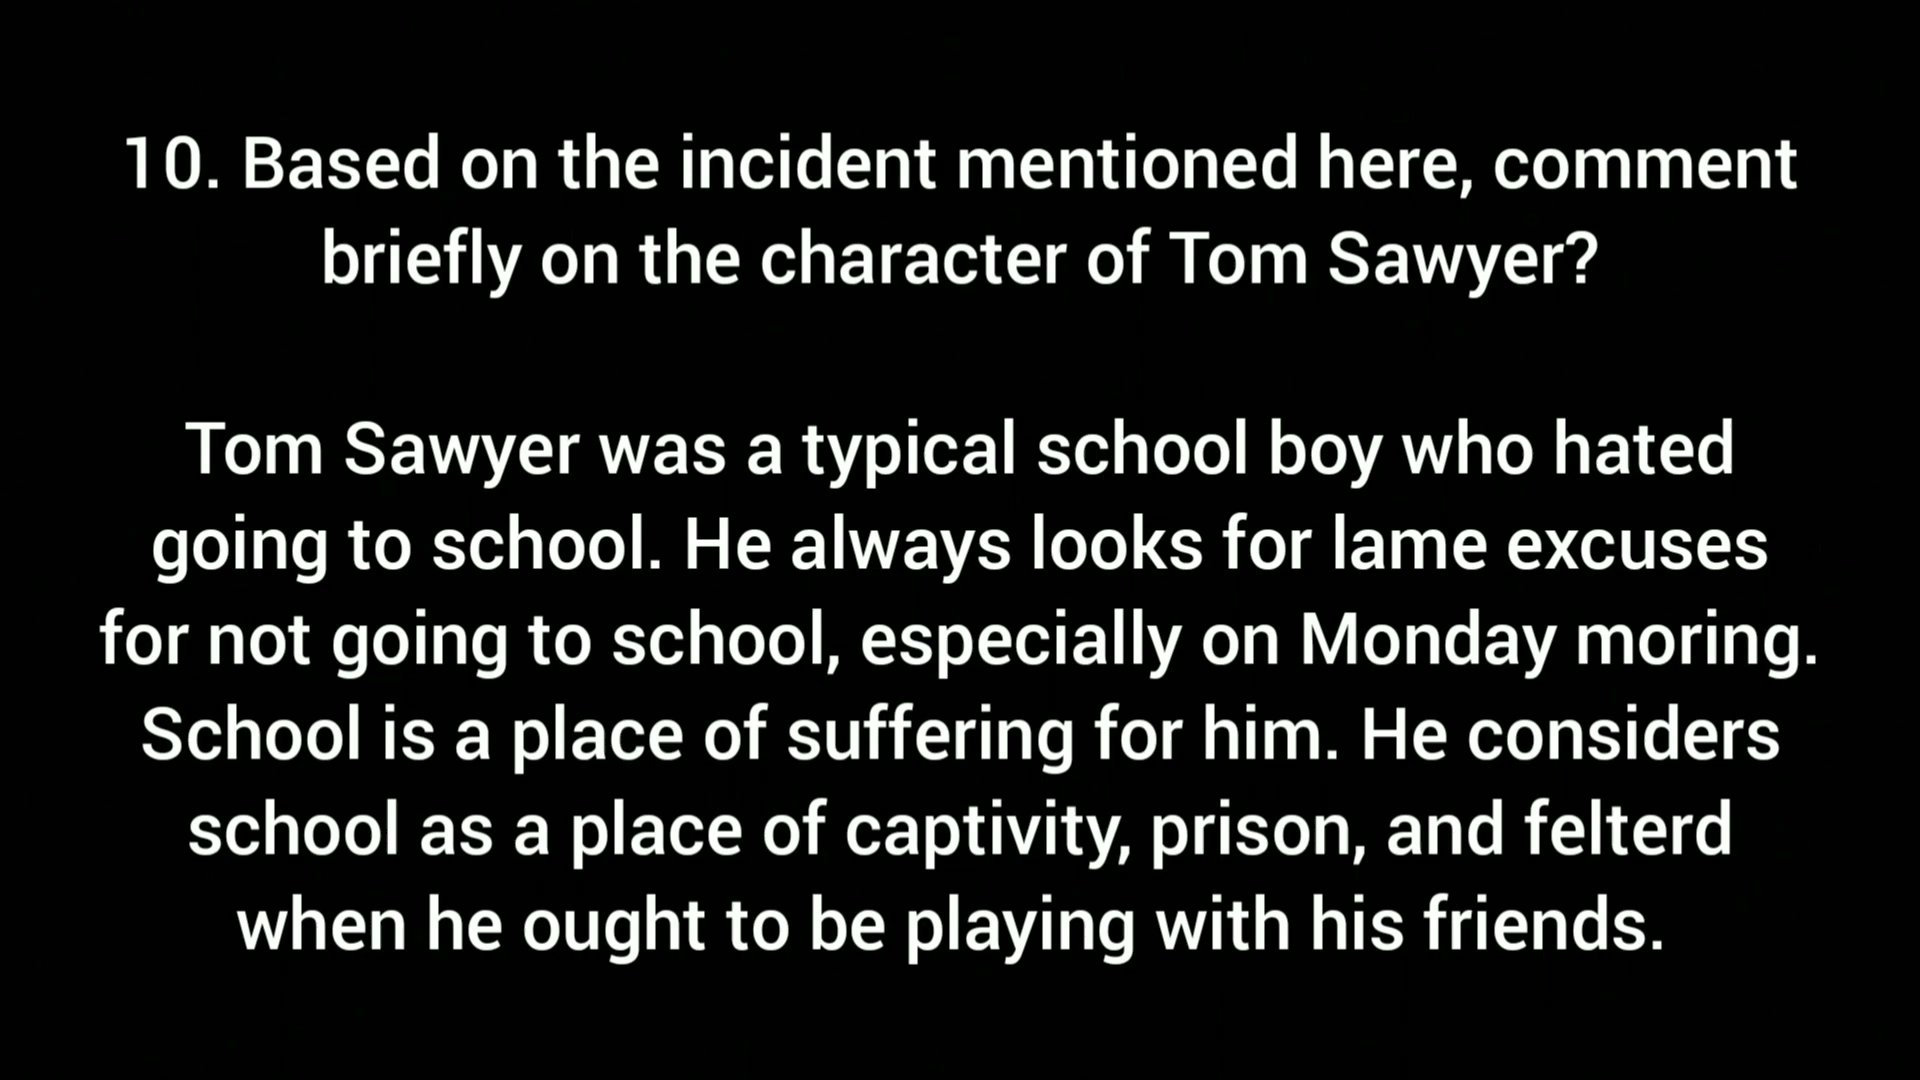 10. Based on the incident mentioned here, comment
briefly on the character of Tom Sawyer?
Tom Sawyer was a typical school boy who hated
going to school. He always looks for lame excuses
for not going to school, especially on Monday moring.
School is a place of suffering for him. He considers
school as a place of captivity, prison, and felterd
when he ought to be playing with his friends.